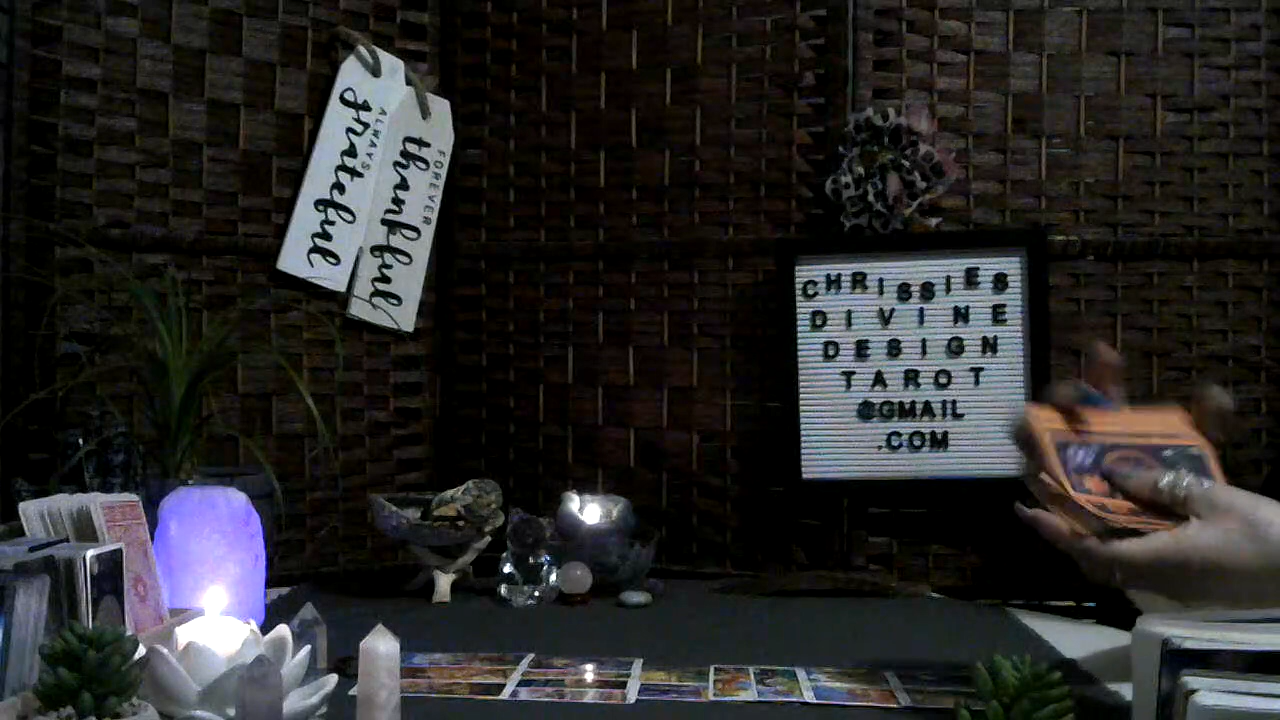 ALWAYS
grateful
FOREVER
thankful
CHRISSIES
DIVINE
DESIGN
TAROT
@GMAIL
.COM